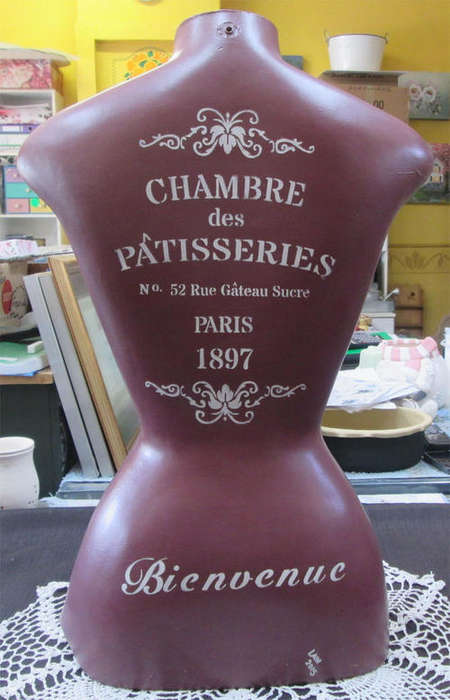 CHAMBRE
des
PÂTISSERIES
No. 52 Rue Gâteau Sucre
PARIS
1897
Bienvenue